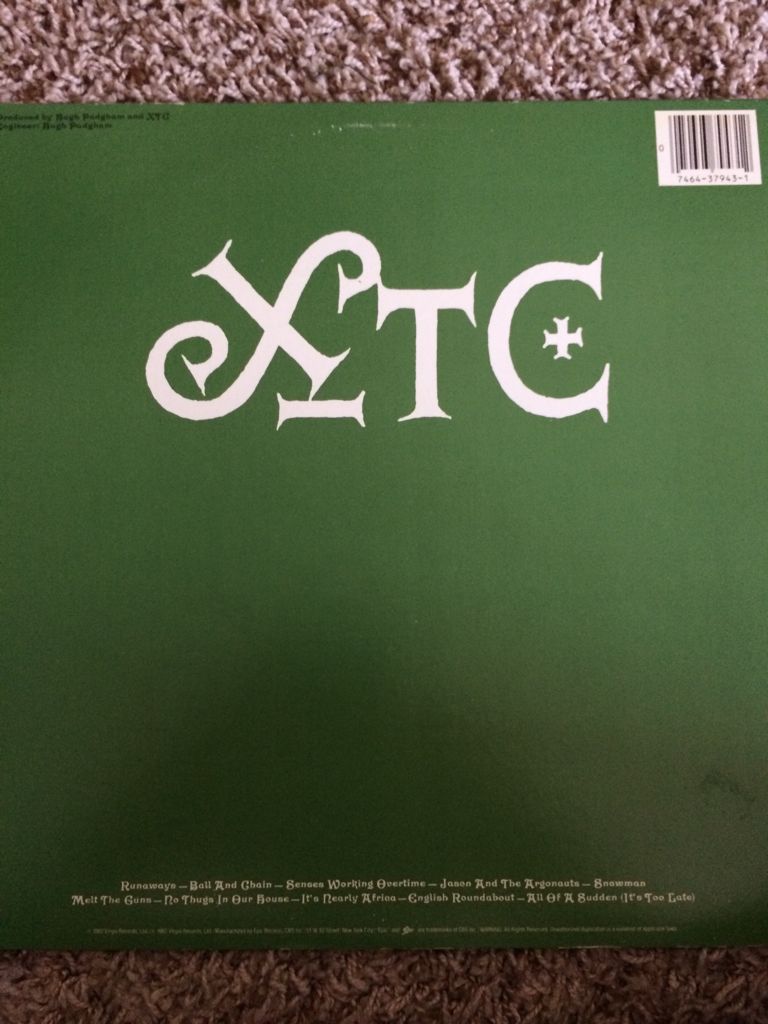 Produced by Hugh Padgham and XTC
Engineer: Hugh Padgham
0
7464-37943-1
XTC
Runaways – Ball And Chain – Senses Working Overtime – Jason And The Argonauts – Snowman
Melt The Guns – No Thugs In Our House – It's Nearly Africa – English Roundabout – All Of A Sudden (It's Too Late)